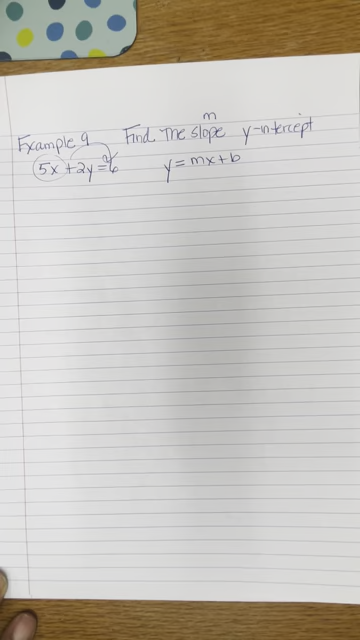 m
Example 9 Find The slope y-intercept
5x + 2y = 6 y = mx + b